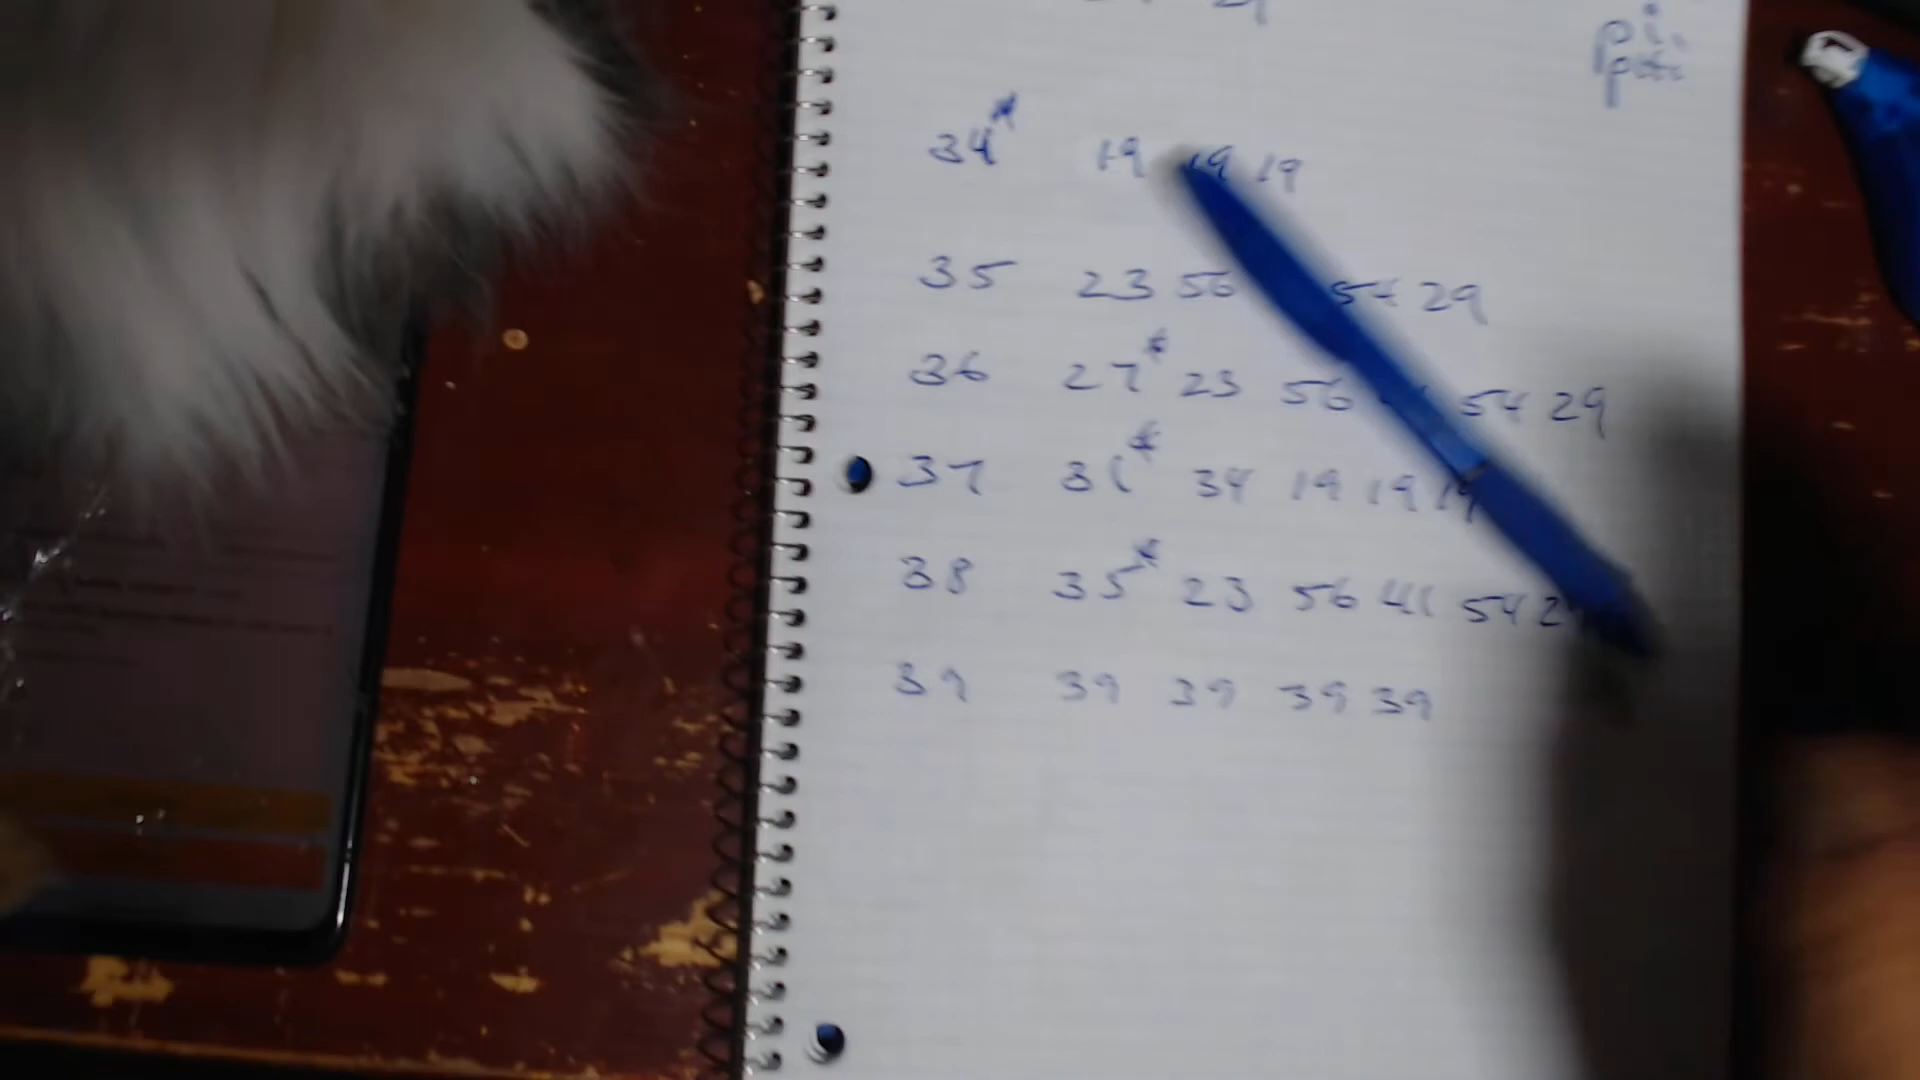 pi.
34* 19 19 19
35 23 56 54 29
36 27* 23 56 54 29
37 31* 34 19 19 19
38 35* 23 56 41 54
39 39 39 39 39